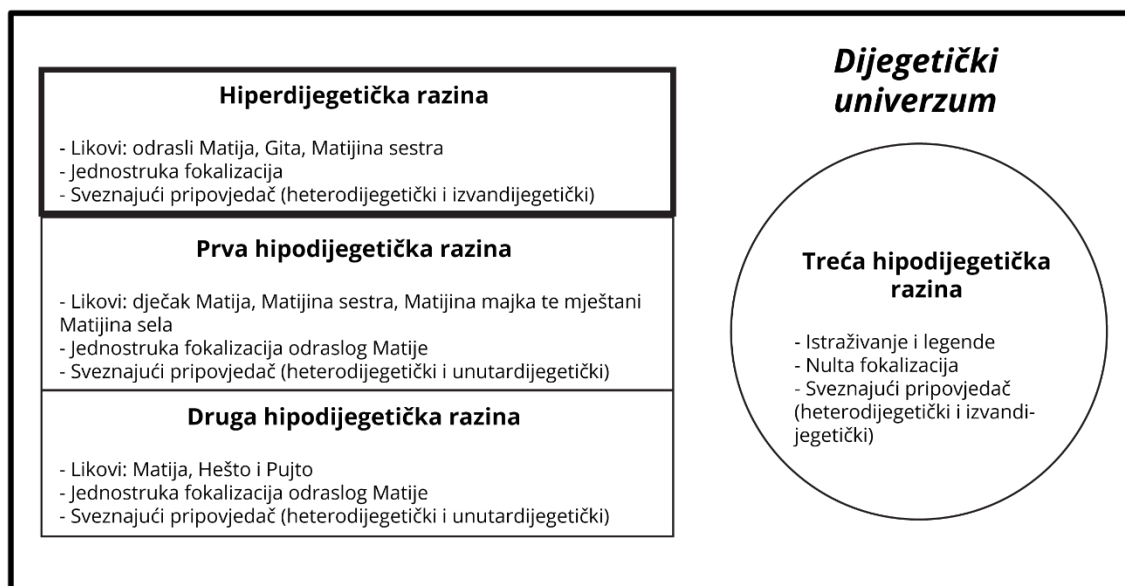 Dijegetički
univerzum
Hiperdijegetička razina
- Likovi: odrasli Matija, Gita, Matijina sestra
- Jednostruka fokalizacija
- Sveznajući pripovjedač (heterodijegetički i izvandijegetički)
Prva hipodijegetička razina
- Likovi: dječak Matija, Matijina sestra, Matijina majka te mještani
Matijina sela
- Jednostruka fokalizacija odraslog Matije
- Sveznajući pripovjedač (heterodijegetički i unutardijegetički)
Druga hipodijegetička razina
- Likovi: Matija, Hešto i Pujto
- Jednostruka fokalizacija odraslog Matije
- Sveznajući pripovjedač (heterodijegetički i unutardijegetički)
Treća hipodijegetička
razina
- Istraživanje i legende
- Nulta fokalizacija
- Sveznajući pripovjedač
(heterodijegetički i izvandi-
jegetički)